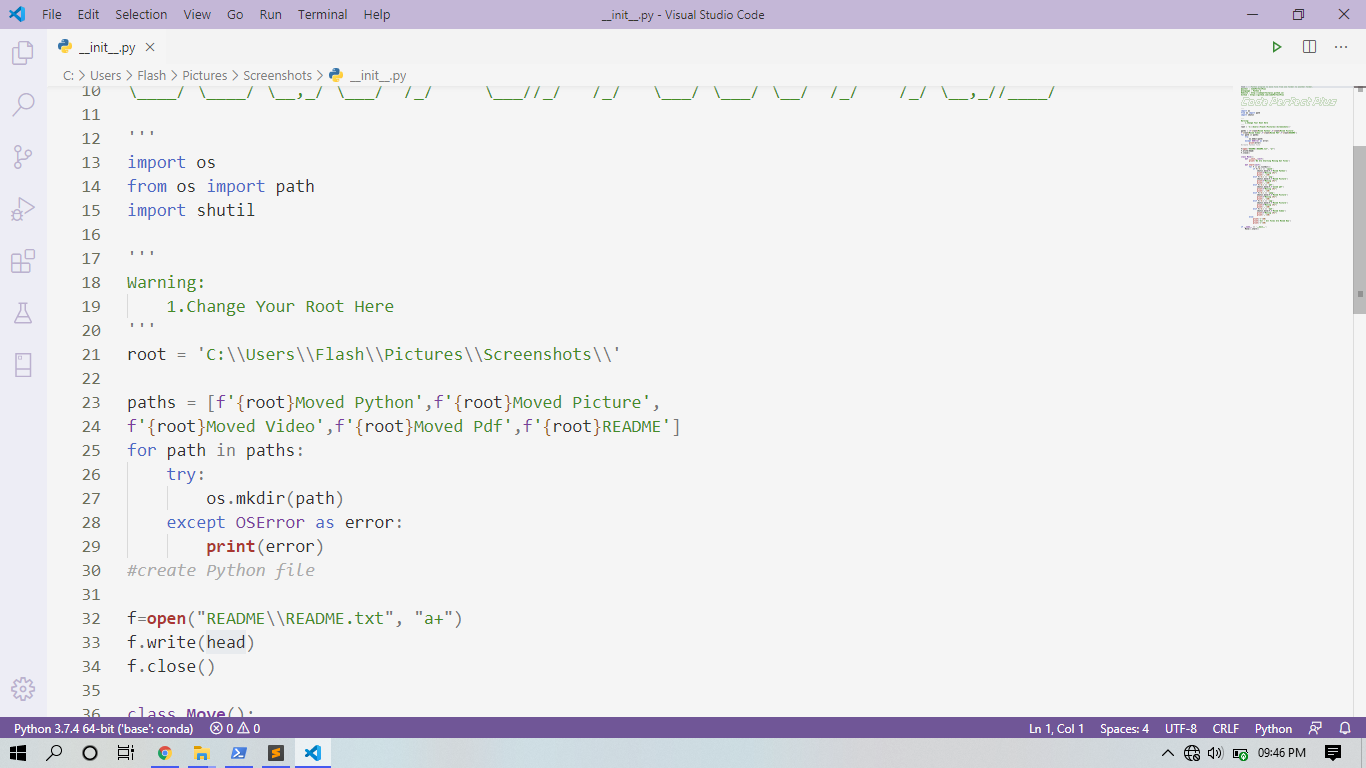 File Edit Selection View Go Run Terminal Help __init__.py - Visual Studio Code
__init__.py
C: > Users > Flash > Pictures > Screenshots > __init__.py
10 \____/ \____/ \__,_/ \___/  /_/     \___//_/   /_/   \___/ \___/ \__/  /_/    /_/ \__,_//____/
11
12 '''
13 import os
14 from os import path
15 import shutil
16
17 '''
18 Warning:
19     1.Change Your Root Here
20 '''
21 root = 'C:\\Users\\Flash\\Pictures\\Screenshots\\'
22
23 paths = [f'{root}Moved Python',f'{root}Moved Picture',
24 f'{root}Moved Video',f'{root}Moved Pdf',f'{root}README']
25 for path in paths:
26     try:
27         os.mkdir(path)
28     except OSError as error:
29         print(error)
30 #create Python file
31
32 f=open("README\\README.txt", "a+")
33 f.write(head)
34 f.close()
35
36 class Move():
Python 3.7.4 64-bit ('base': conda) 0 0 Ln 1, Col 1 Spaces: 4 UTF-8 CRLF Python
09:46 PM